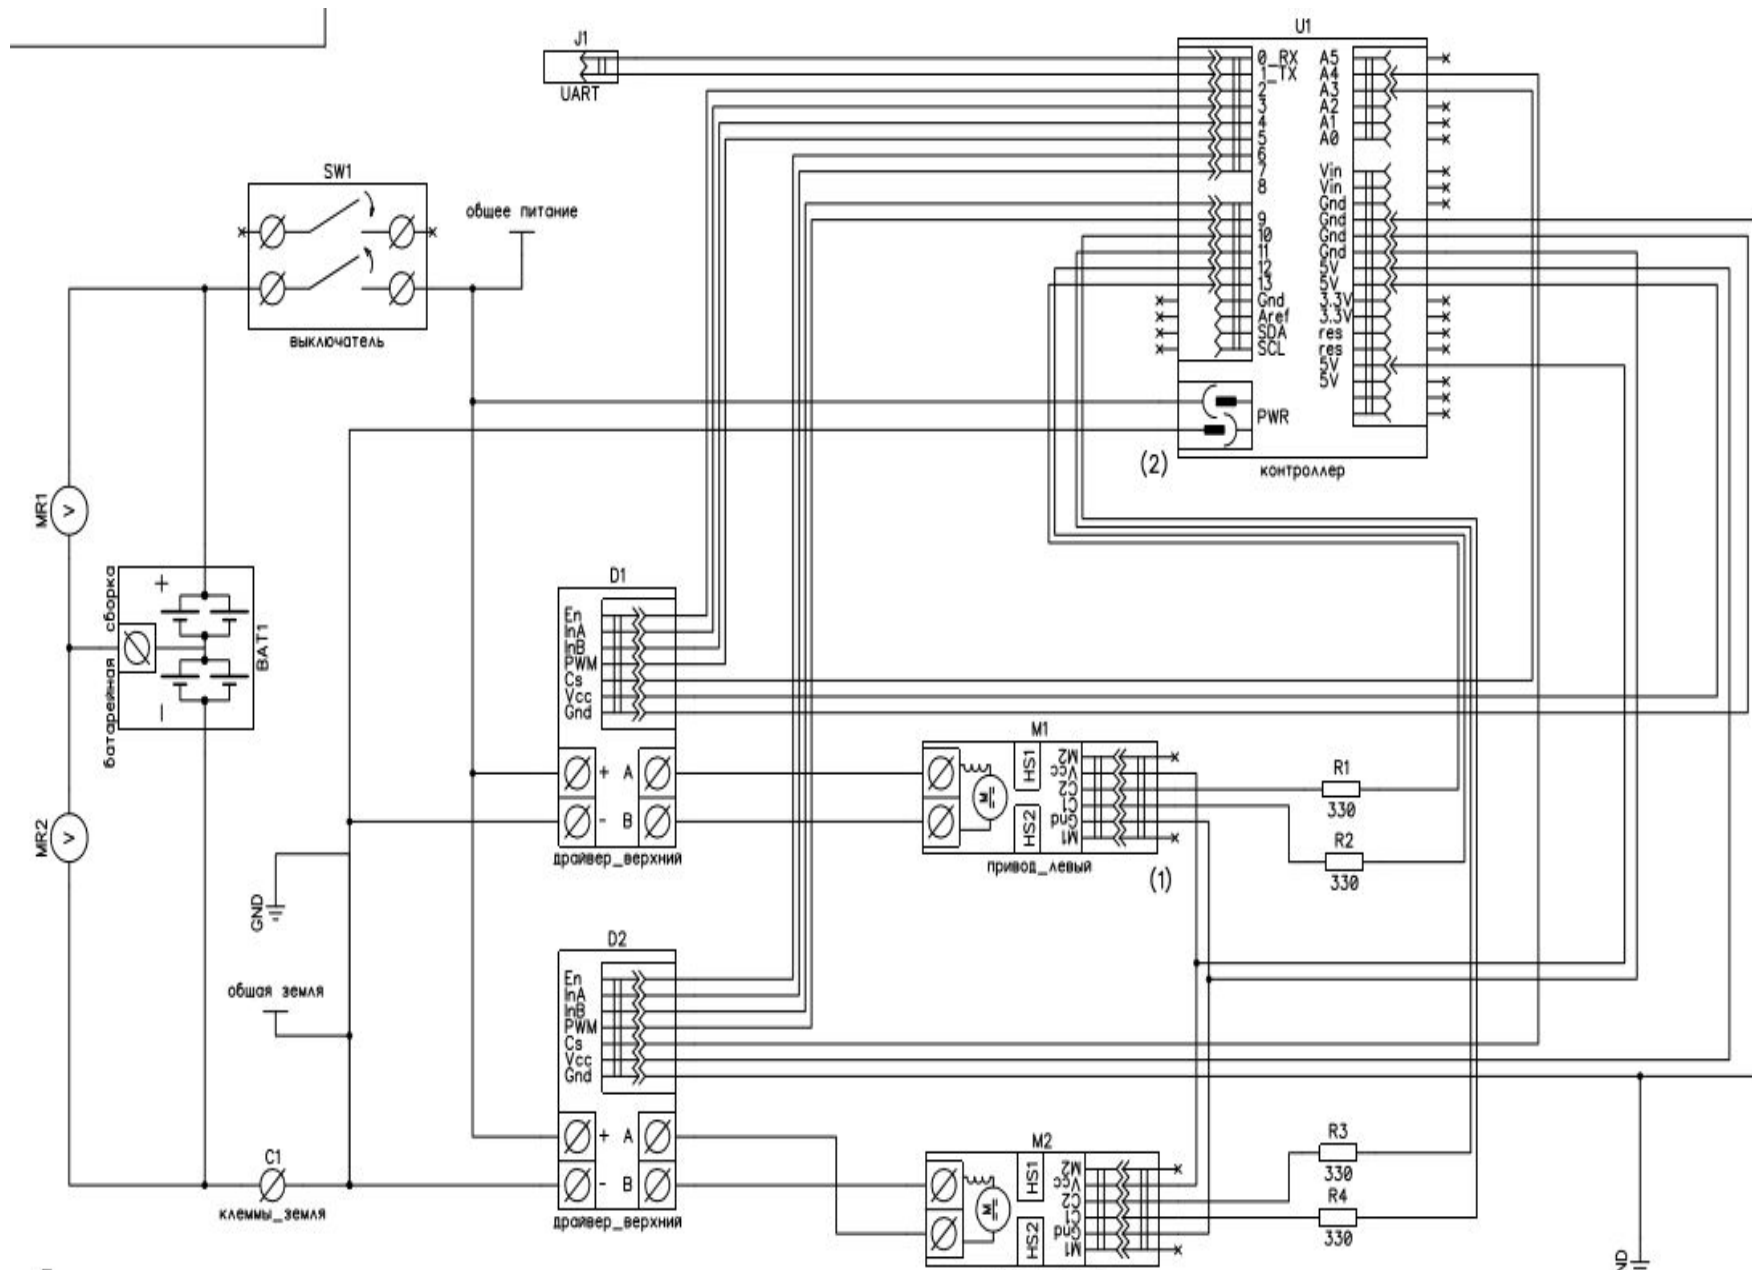 J1
UART
U1
0_RX
1_TX
2
3
4
5
6
7
8
9
10
11
12
13
Gnd
Aref
SDA
SCL
PWR
A5
A4
A3
A2
A1
A0
Vin
Vin
Gnd
Gnd
Gnd
Gnd
5V
5V
3.3V
3.3V
res
res
5V
5V
(2)
контроллер
SW1
выключатель
общее питание
MR1
V
MR2
V
батарейная сборка
+
−
BAT1
GND
общая земля
C1
клеммы_земля
D1
En
InA
InB
PWM
Cs
Vcc
Gnd
+ A
- B
драйвер_верхний
M1
M
HS1
HS2
M2
Vcc
C2
C1
Gnd
M1
привод_левый
(1)
R1
330
R2
330
D2
En
InA
InB
PWM
Cs
Vcc
Gnd
+ A
- B
драйвер_верхний
M2
M
HS1
HS2
M2
Vcc
C2
C1
Gnd
M1
R3
330
R4
330